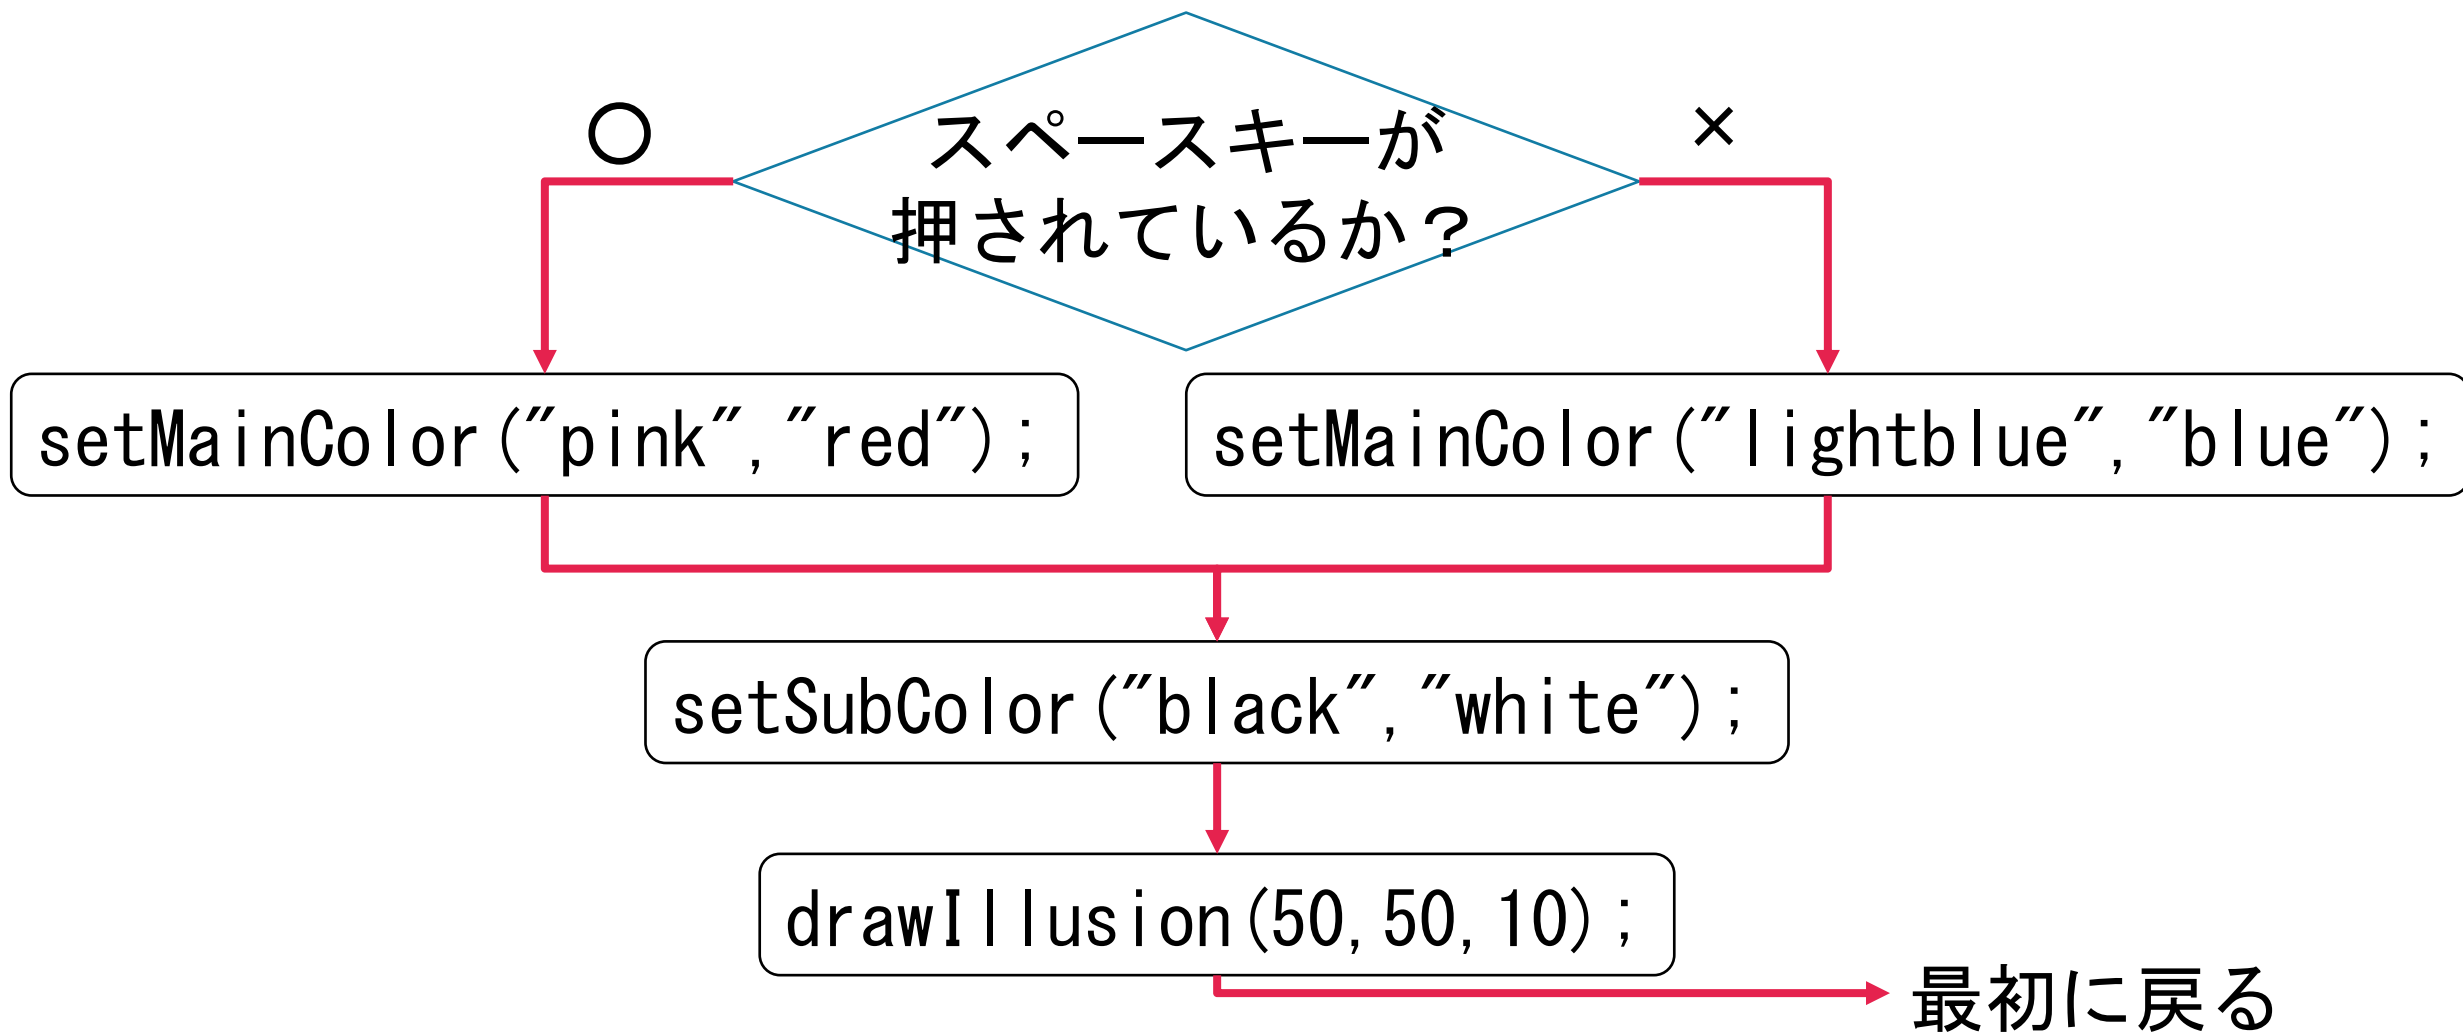 〇
スペースキーが
×
押されているか?
setMainColor("pink","red");
setMainColor("lightblue","blue");
setSubColor("black","white");
drawIllusion(50,50,10);
最初に戻る